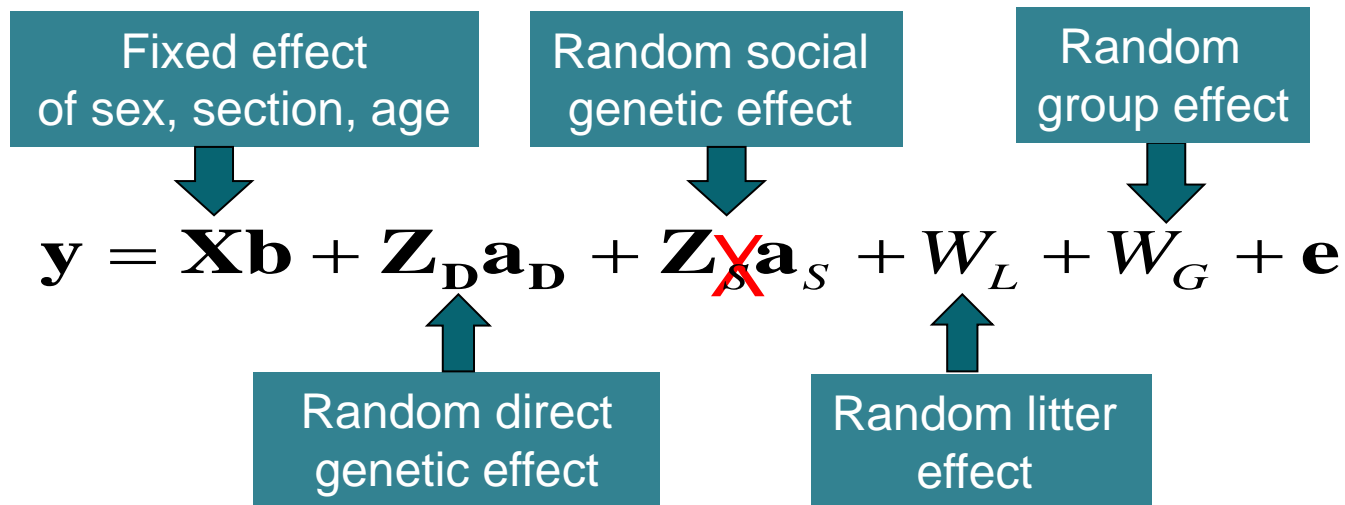 Fixed effect
of sex, section, age
Random social
genetic effect
Random
group effect
y = Xb + Z_D a_D + Z_S a_S + W_L + W_G + e
X
Random direct
genetic effect
Random litter
effect